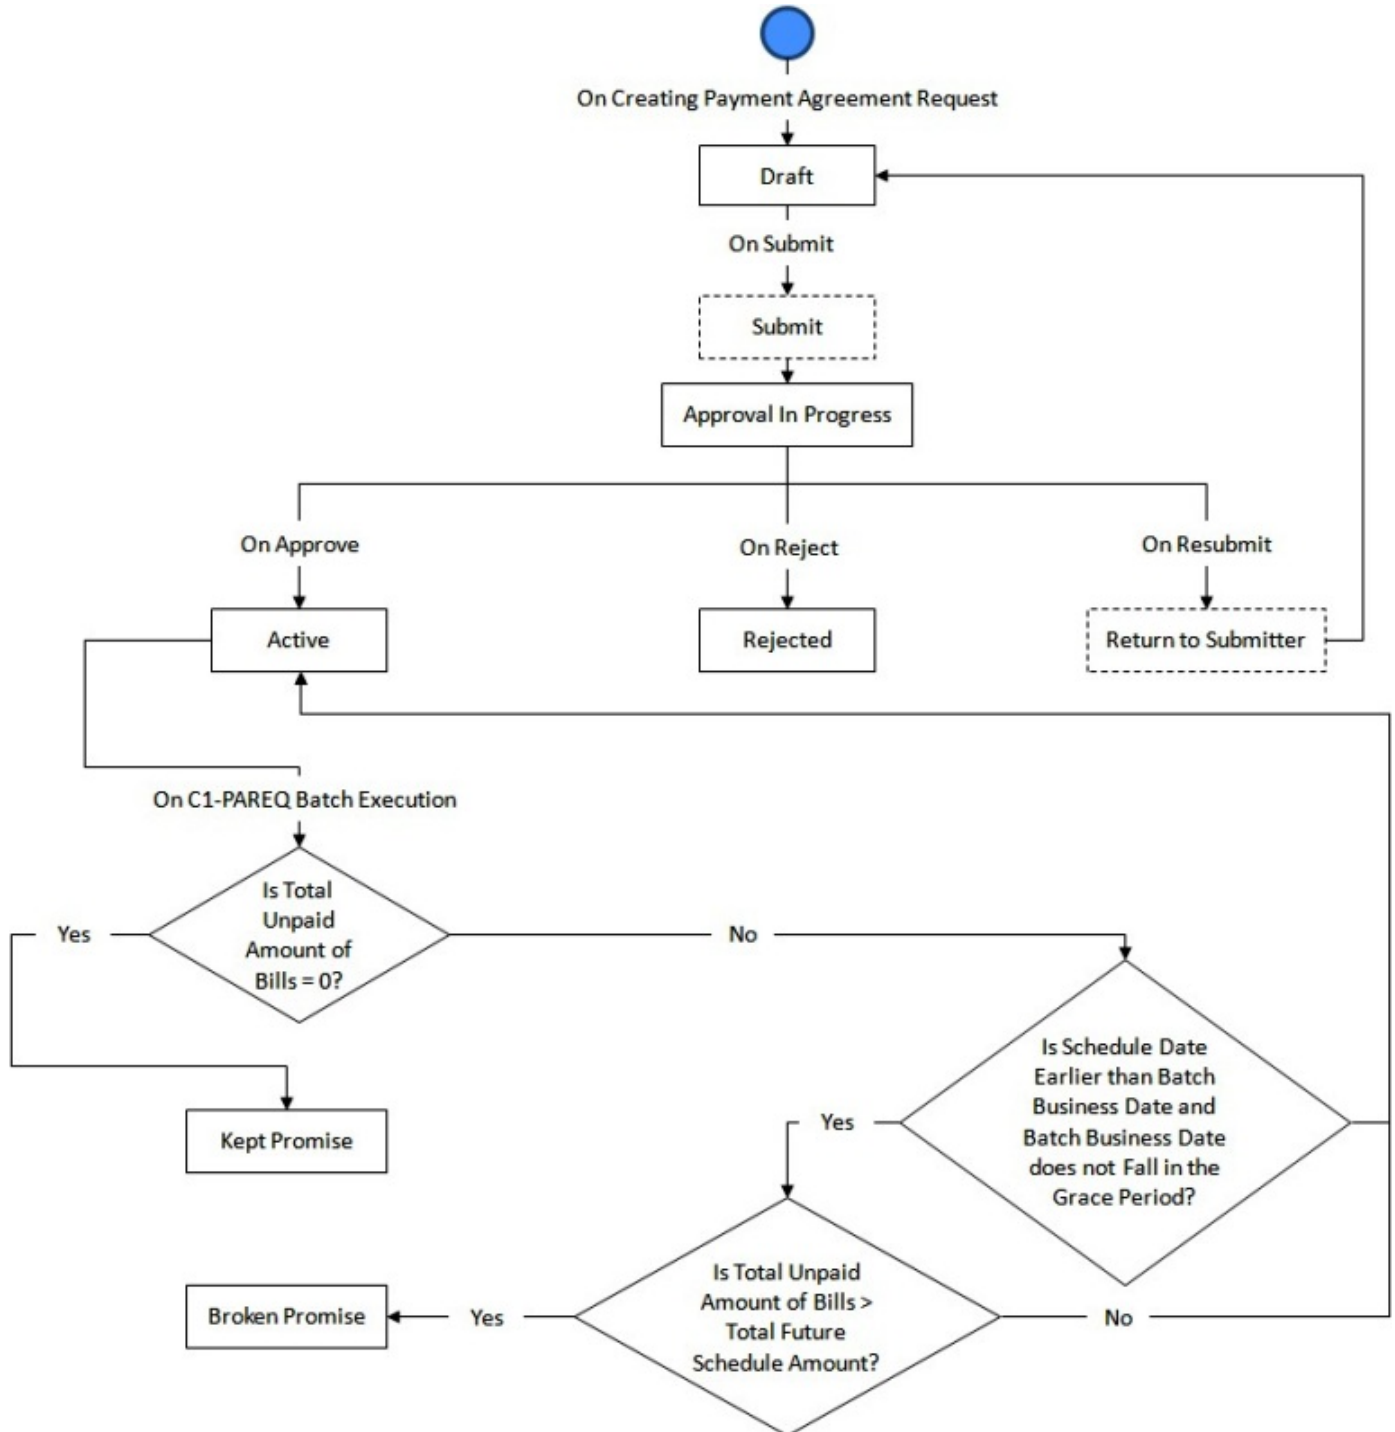 On Creating Payment Agreement Request
Draft
On Submit
Submit
Approval In Progress
On Approve
On Reject
On Resubmit
Active
Rejected
Return to Submitter
On C1-PAREQ Batch Execution
Is Total
Unpaid
Amount of
Bills = 0?
Yes
No
Is Schedule Date
Earlier than Batch
Business Date and
Batch Business Date
does not Fall in the
Grace Period?
Kept Promise
Yes
Is Total Unpaid
Amount of Bills >
Total Future
Schedule Amount?
Broken Promise
Yes
No